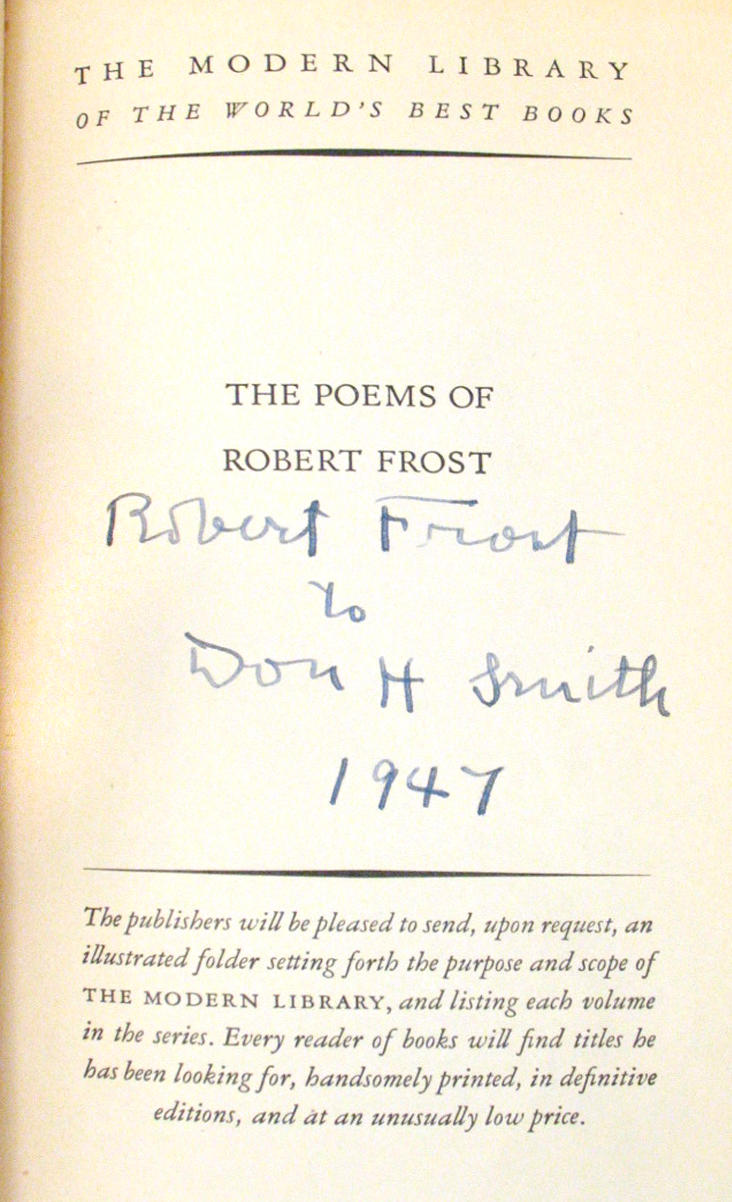 THE MODERN LIBRARY
OF THE WORLD'S BEST BOOKS
THE POEMS OF
ROBERT FROST
Robert Frost
to
Don H Smith
1947
The publishers will be pleased to send, upon request, an
illustrated folder setting forth the purpose and scope of
THE MODERN LIBRARY, and listing each volume
in the series. Every reader of books will find titles he
has been looking for, handsomely printed, in definitive
editions, and at an unusually low price.